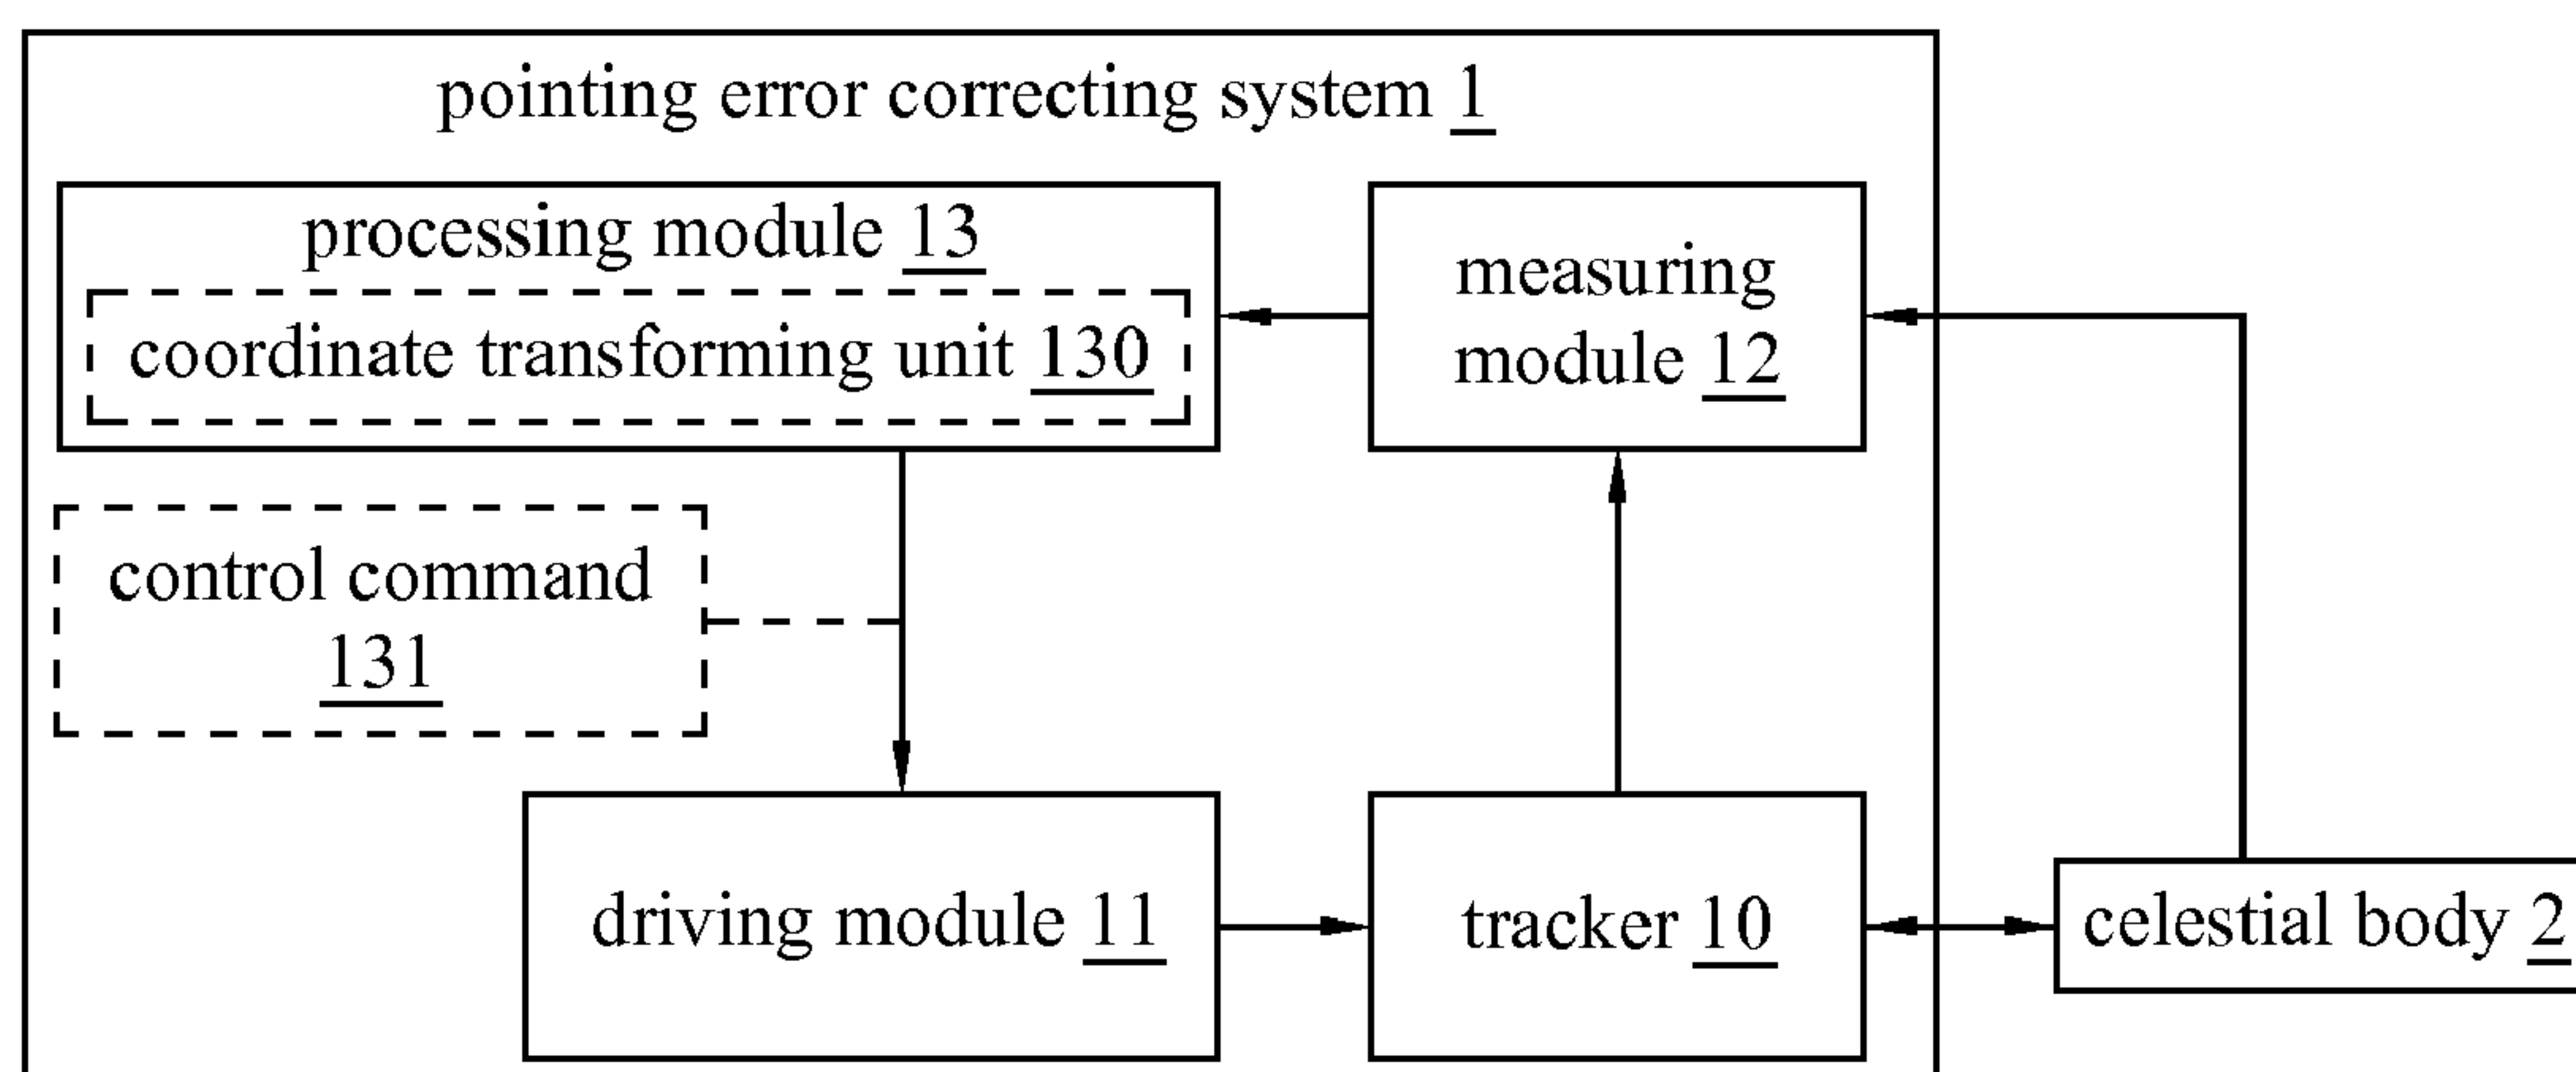 pointing error correcting system 1
processing module 13
coordinate transforming unit 130
measuring
module 12
control command
131
driving module 11
tracker 10
celestial body 2